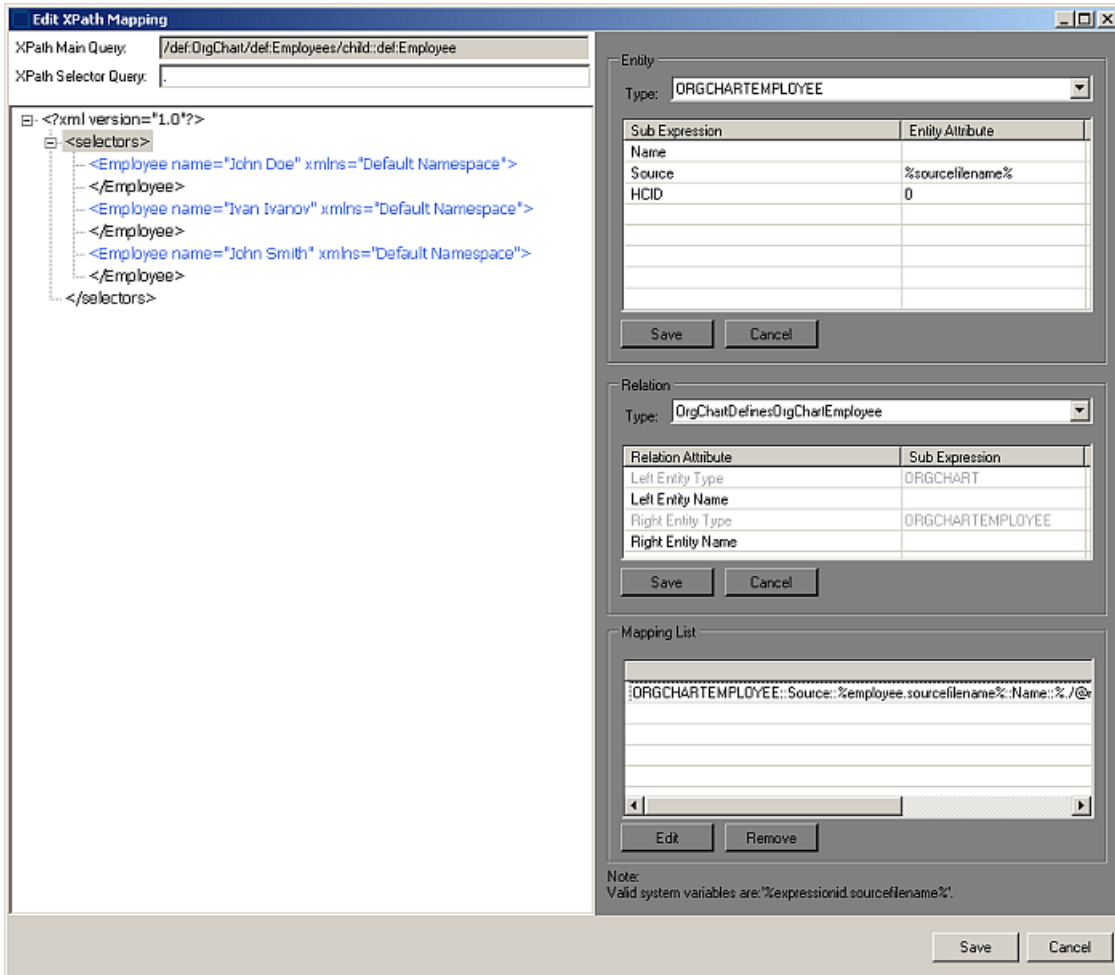 Edit XPath Mapping
XPath Main Query: /def:OrgChart/def:Employees/child::def:Employee
XPath Selector Query: .
<?xml version="1.0"?>
<selectors>
<Employee name="John Doe" xmlns="Default Namespace">
</Employee>
<Employee name="Ivan Ivanov" xmlns="Default Namespace">
</Employee>
<Employee name="John Smith" xmlns="Default Namespace">
</Employee>
</selectors>
Entity
Type: ORGCHARTEMPLOYEE
Sub Expression Entity Attribute
Name
Source %sourcefilename%
HCID 0
Save Cancel
Relation
Type: OrgChartDefinesOrgChartEmployee
Relation Attribute Sub Expression
Left Entity Type ORGCHART
Left Entity Name
Right Entity Type ORGCHARTEMPLOYEE
Right Entity Name
Save Cancel
Mapping List
ORGCHARTEMPLOYEE::Source::%employee.sourcefilename%::Name::%./@
Edit Remove
Note:
Valid system variables are:'%expressionid.sourcefilename%'.
Save Cancel